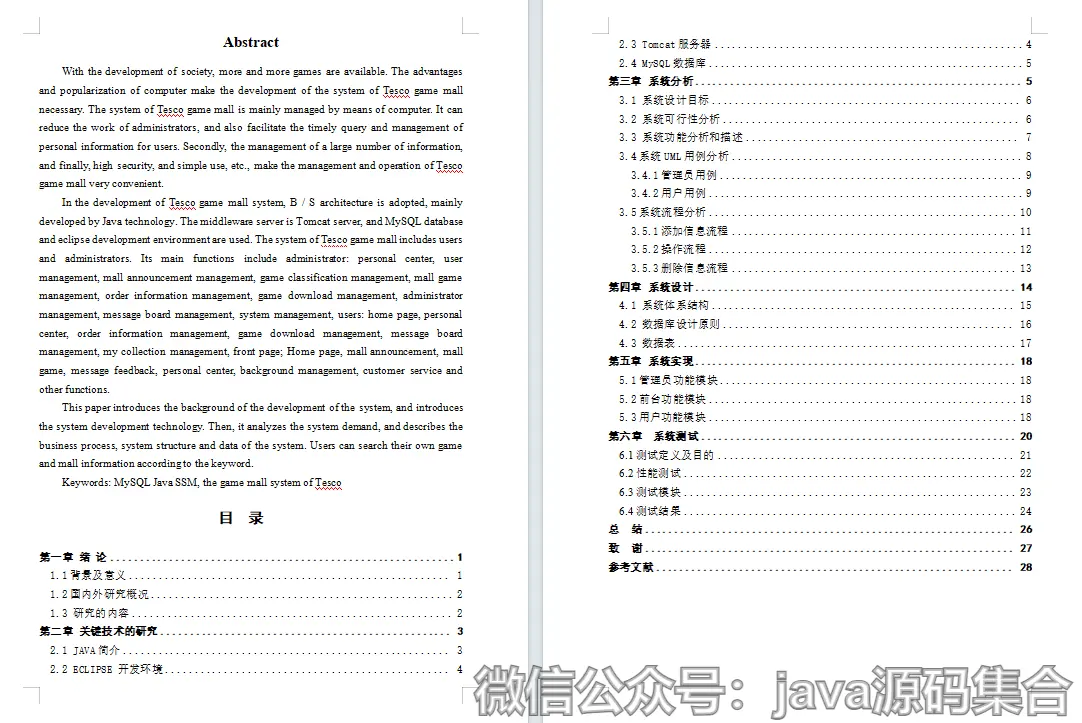 Abstract
With the development of society, more and more games are available. The advantages
and popularization of computer make the development of the system of Tesco game mall
necessary. The system of Tesco game mall is mainly managed by means of computer. It can
reduce the work of administrators, and also facilitate the timely query and management of
personal information for users. Secondly, the management of a large number of information,
and finally, high security, and simple use, etc., make the management and operation of Tesco
game mall very convenient.
In the development of Tesco game mall system, B / S architecture is adopted, mainly
developed by Java technology. The middleware server is Tomcat server, and MySQL database
and eclipse development environment are used. The system of Tesco game mall includes users
and administrators. Its main functions include administrator: personal center, user
management, mall announcement management, game classification management, mall game
management, order information management, game download management, administrator
management, message board management, system management, users: home page, personal
center, order information management, game download management, message board
management, my collection management, front page; Home page, mall announcement, mall
game, message feedback, personal center, background management, customer service and
other functions.
This paper introduces the background of the development of the system, and introduces
the system development technology. Then, it analyzes the system demand, and describes the
business process, system structure and data of the system. Users can search their own game
and mall information according to the keyword.
Keywords: MySQL Java SSM, the game mall system of Tesco
目 录
第一章 绪 论 1
1.1 背景及意义 1
1.2 国内外研究概况 2
1.3 研究的内容 2
第二章 关键技术的研究 3
2.1 JAVA简介 3
2.2 ECLIPSE 开发环境 4
2.3 Tomcat服务器 4
2.4 MySQL数据库 5
第三章 系统分析 5
3.1 系统设计目标 6
3.2 系统可行性分析 6
3.3 系统功能分析和描述 7
3.4系统UML用例分析 8
3.4.1管理员用例 9
3.4.2用户用例 9
3.5系统流程分析 10
3.5.1添加信息流程 11
3.5.2操作流程 12
3.5.3删除信息流程 13
第四章 系统设计 14
4.1 系统体系结构 15
4.2 数据库设计原则 16
4.3 数据表 17
第五章 系统实现 18
5.1管理员功能模块 18
5.2前台功能模块 18
5.3用户功能模块 18
第六章 系统测试 20
6.1测试定义及目的 21
6.2性能测试 22
6.3测试模块 23
6.4测试结果 24
总 结 26
致 谢 27
参考文献 28
微信公众号：java源码集合